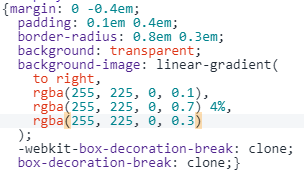 {margin: 0 -0.4em;
padding: 0.1em 0.4em;
border-radius: 0.8em 0.3em;
background: transparent;
background-image: linear-gradient(
to right,
rgba(255, 225, 0, 0.1),
rgba(255, 225, 0, 0.7) 4%,
rgba(255, 225, 0, 0.3)
);
-webkit-box-decoration-break: clone;
box-decoration-break: clone;}